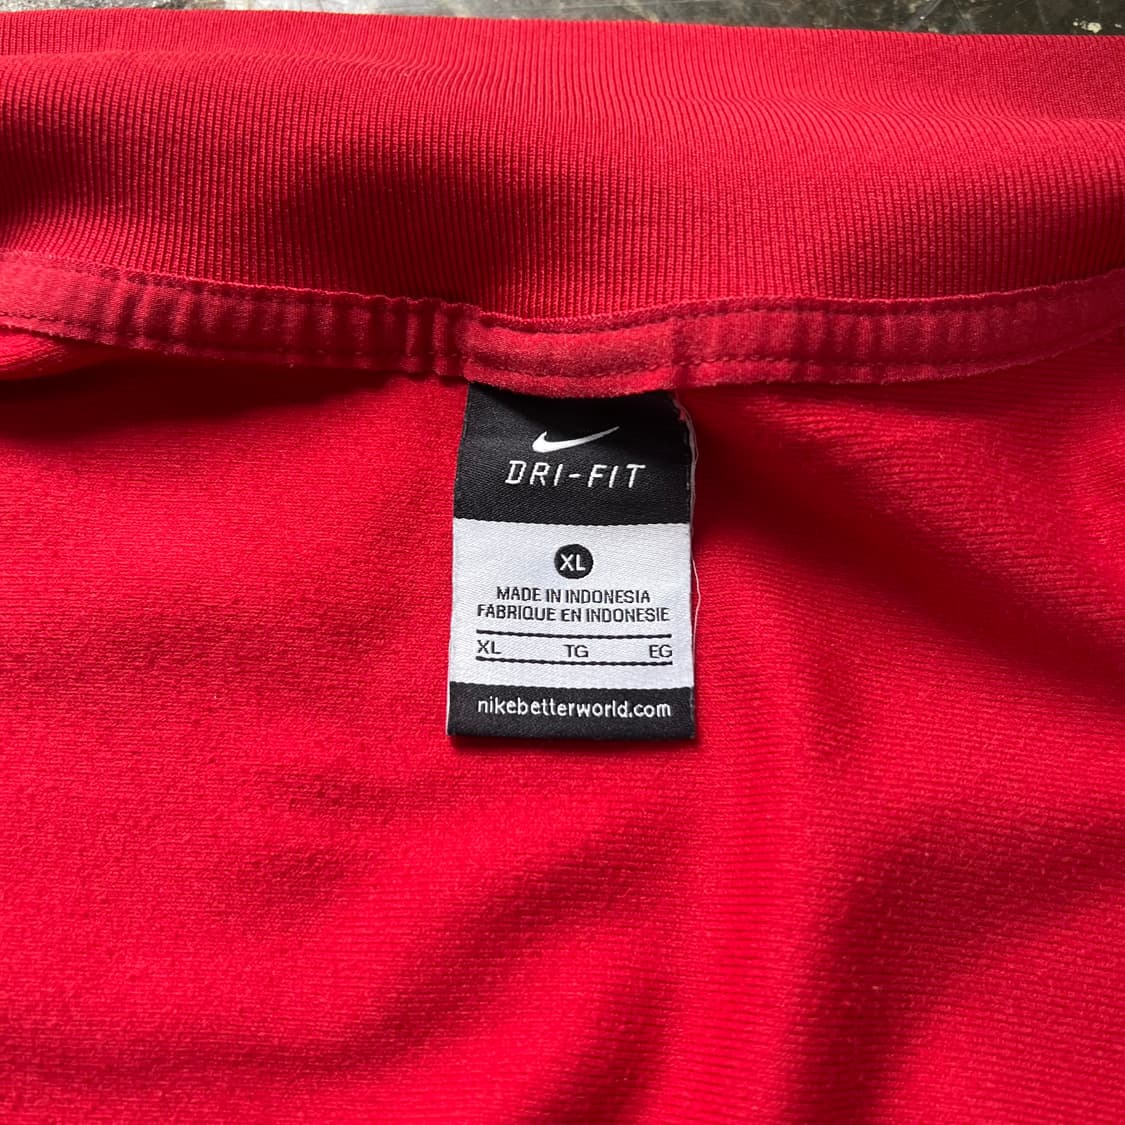 DRI-FIT
XL
MADE IN INDONESIA
FABRIQUE EN INDONESIE
XL TG EG
nikebetterworld.com